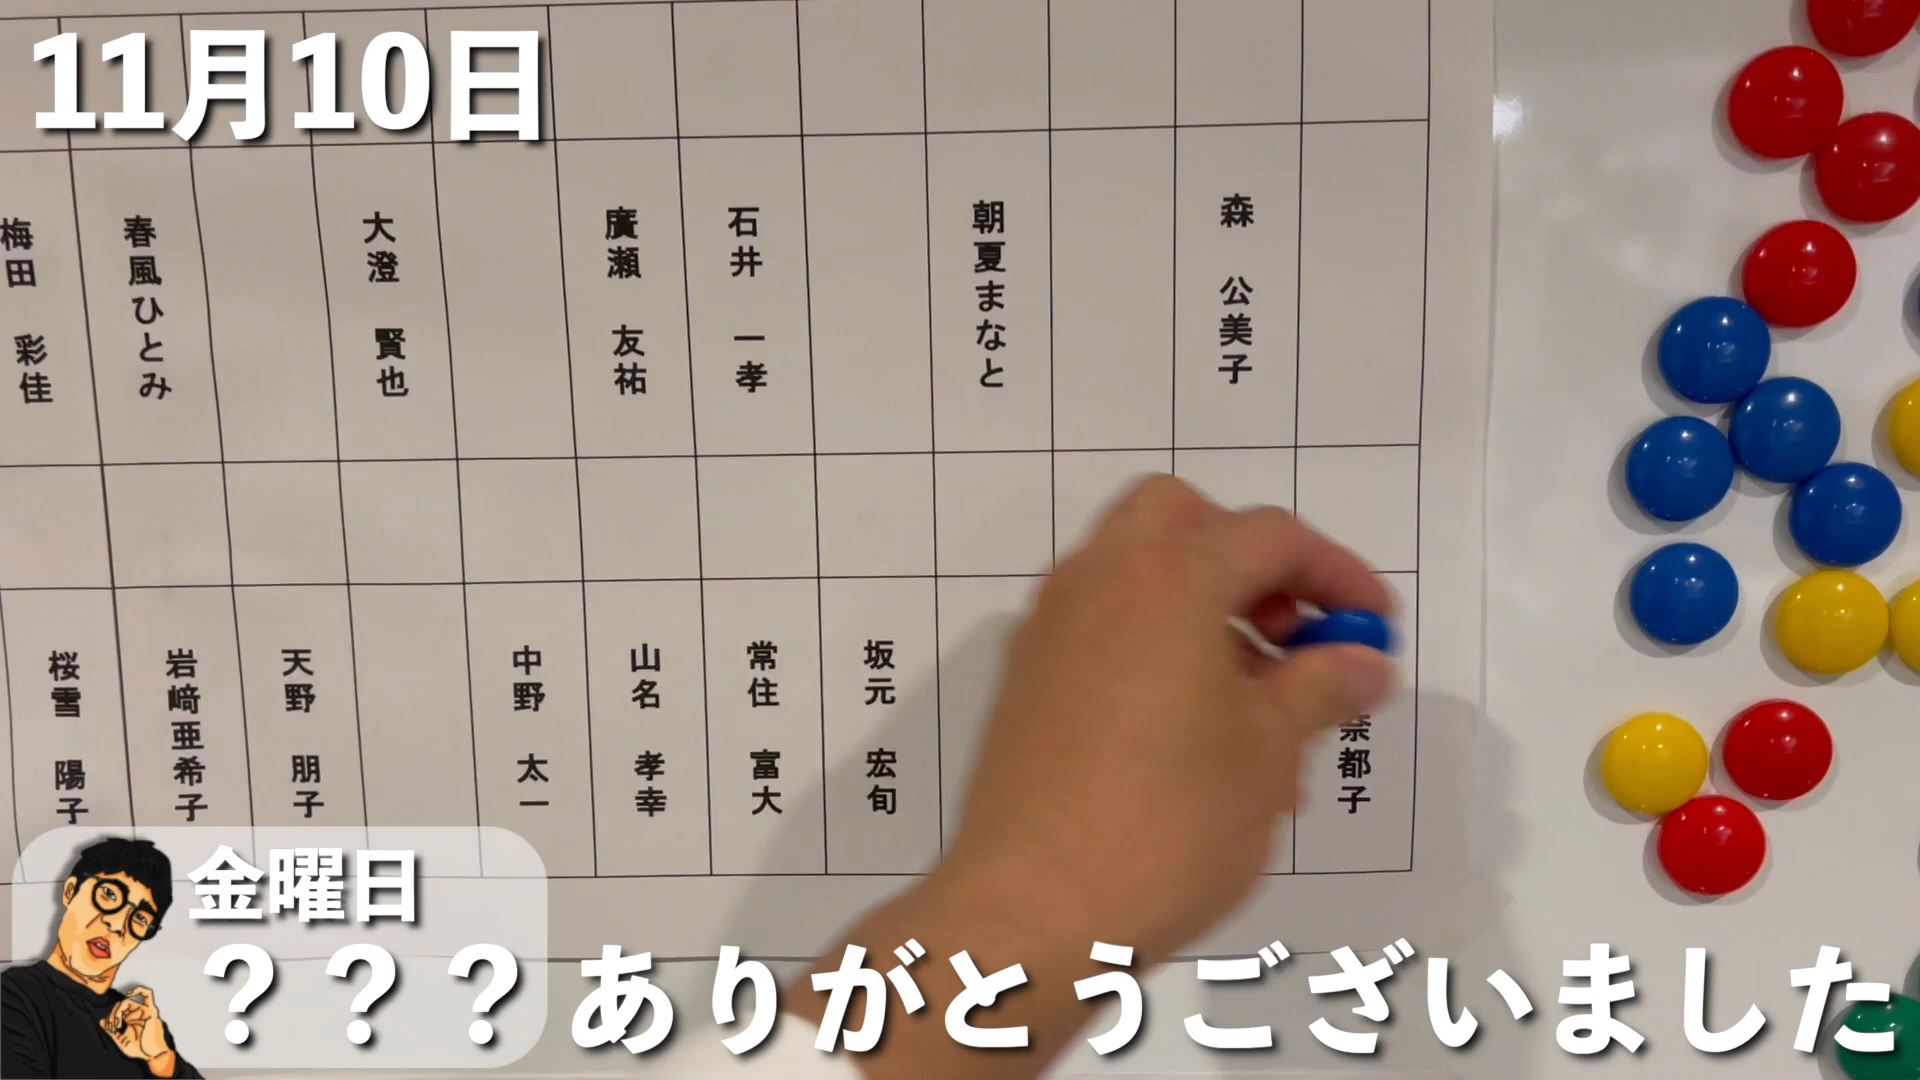 11月10日
梅田 彩佳
春風ひとみ
大澄 賢也
廣瀬 友祐
石井 一孝
朝夏まなと
森 公美子
桜雪 陽子
岩﨑亜希子
天野 朋子
中野 太一
山名 孝幸
常住 富大
坂元 宏旬
奈都子
金曜日
???ありがとうございました